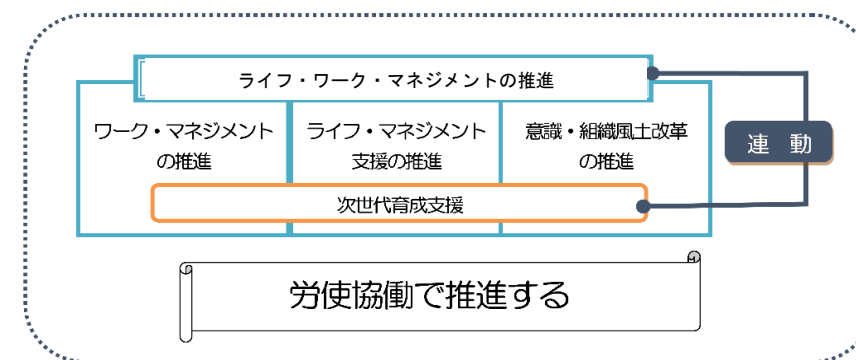 ライフ・ワーク・マネジメントの推進
ワーク・マネジメント
の推進
ライフ・マネジメント
支援の推進
意識・組織風土改革
の推進
連 動
次世代育成支援
労使協働で推進する